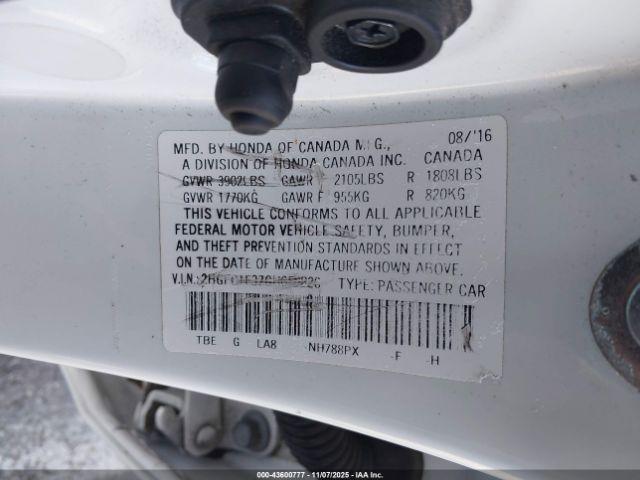 MFD. BY HONDA OF CANADA MFG., 08/'16
A DIVISION OF HONDA CANADA INC. CANADA
GVWR 3902LBS GAWR F 2105LBS R 1808LBS
GVWR 1770KG GAWR F 955KG R 820KG
THIS VEHICLE CONFORMS TO ALL APPLICABLE
FEDERAL MOTOR VEHICLE SAFETY, BUMPER,
AND THEFT PREVENTION STANDARDS IN EFFECT
ON THE DATE OF MANUFACTURE SHOWN ABOVE.
V.I.N.: TYPE: PASSENGER CAR
TBE G LA8 -NH788PX -F -H
000-43600777 - 11/07/2025 - IAA Inc.